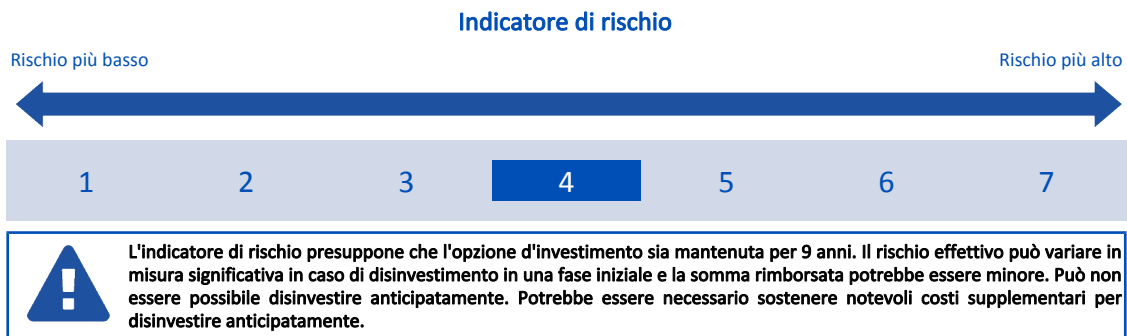 Indicatore di rischio
Rischio più basso Rischio più alto
1 2 3 4 5 6 7
L'indicatore di rischio presuppone che l'opzione d'investimento sia mantenuta per 9 anni. Il rischio effettivo può variare in
misura significativa in caso di disinvestimento in una fase iniziale e la somma rimborsata potrebbe essere minore. Può non
essere possibile disinvestire anticipatamente. Potrebbe essere necessario sostenere notevoli costi supplementari per
disinvestire anticipatamente.